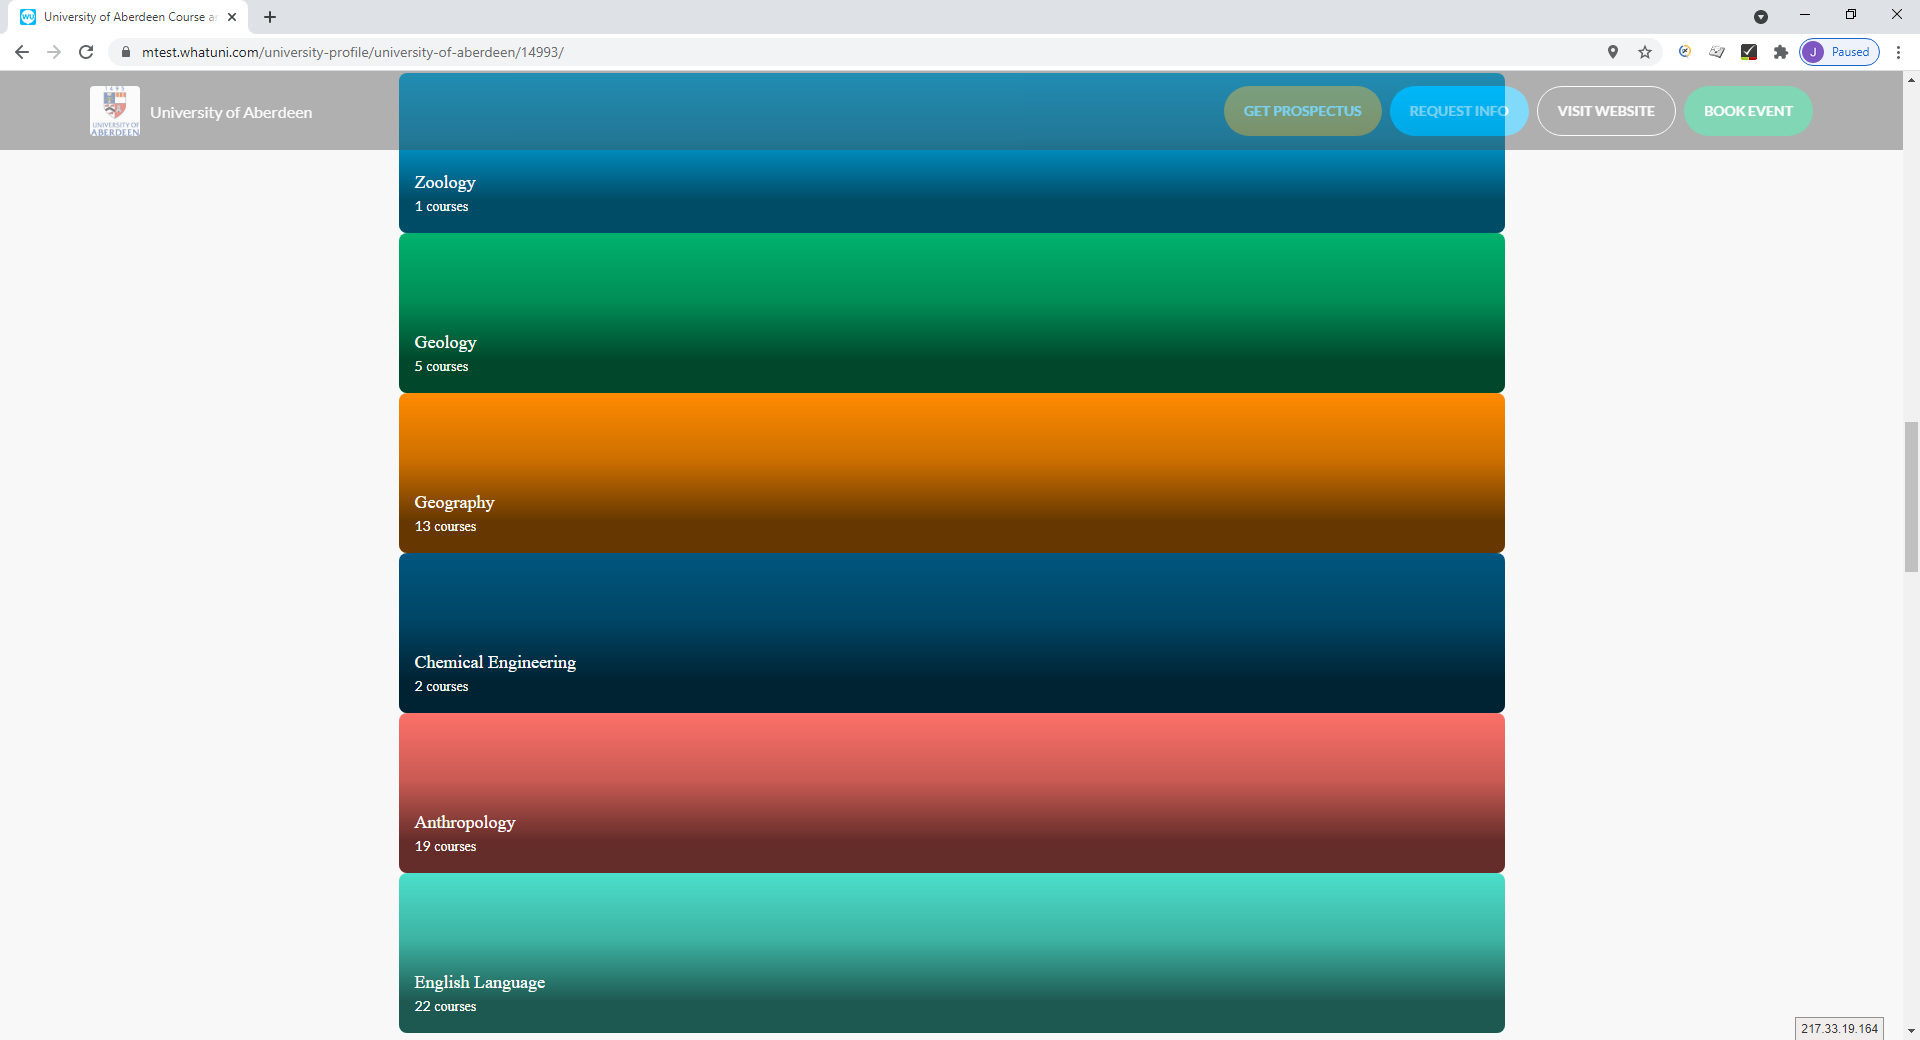 University of Aberdeen Course a
mtest.whatuni.com/university-profile/university-of-aberdeen/14993/
J Paused
1495
UNIVERSITY OF
ABERDEEN
University of Aberdeen
GET PROSPECTUS
REQUEST INFO
VISIT WEBSITE
BOOK EVENT
Zoology
1 courses
Geology
5 courses
Geography
13 courses
Chemical Engineering
2 courses
Anthropology
19 courses
English Language
22 courses
217.33.19.164